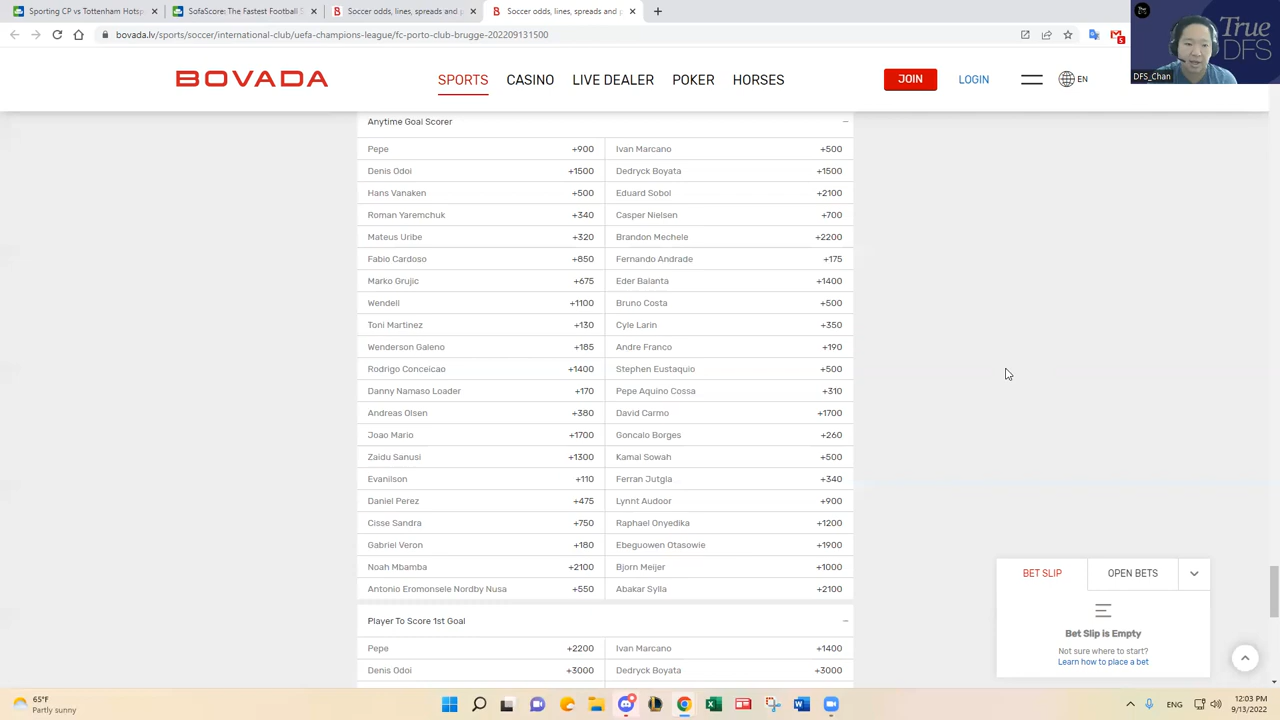 Sporting CP vs Tottenham Hotsp
SofaScore: The Fastest Football S
Soccer odds, lines, spreads and p
Soccer odds, lines, spreads and p
bovada.lv/sports/soccer/international-club/uefa-champions-league/fc-porto-club-brugge-202209131500
5
True
DFS
DFS_Chan
BOVADA
SPORTS CASINO LIVE DEALER POKER HORSES
JOIN LOGIN EN
Anytime Goal Scorer
Pepe +900 Ivan Marcano +500
Denis Odoi +1500 Dedryck Boyata +1500
Hans Vanaken +500 Eduard Sobol +2100
Roman Yaremchuk +340 Casper Nielsen +700
Mateus Uribe +320 Brandon Mechele +2200
Fabio Cardoso +850 Fernando Andrade +175
Marko Grujic +675 Eder Balanta +1400
Wendell +1100 Bruno Costa +500
Toni Martinez +130 Cyle Larin +350
Wenderson Galeno +185 Andre Franco +190
Rodrigo Conceicao +1400 Stephen Eustaquio +500
Danny Namaso Loader +170 Pepe Aquino Cossa +310
Andreas Olsen +380 David Carmo +1700
Joao Mario +1700 Goncalo Borges +260
Zaidu Sanusi +1300 Kamal Sowah +500
Evanilson +110 Ferran Jutgla +340
Daniel Perez +475 Lynnt Audoor +900
Cisse Sandra +750 Raphael Onyedika +1200
Gabriel Veron +180 Ebeguowen Otasowie +1900
Noah Mbamba +2100 Bjorn Meijer +1000
Antonio Eromonsele Nordby Nusa +550 Abakar Sylla +2100
Player To Score 1st Goal
Pepe +2200 Ivan Marcano +1400
Denis Odoi +3000 Dedryck Boyata +3000
BET SLIP OPEN BETS
Bet Slip is Empty
Not sure where to start?
Learn how to place a bet
65°F
Partly sunny
ENG
12:03 PM
9/13/2022